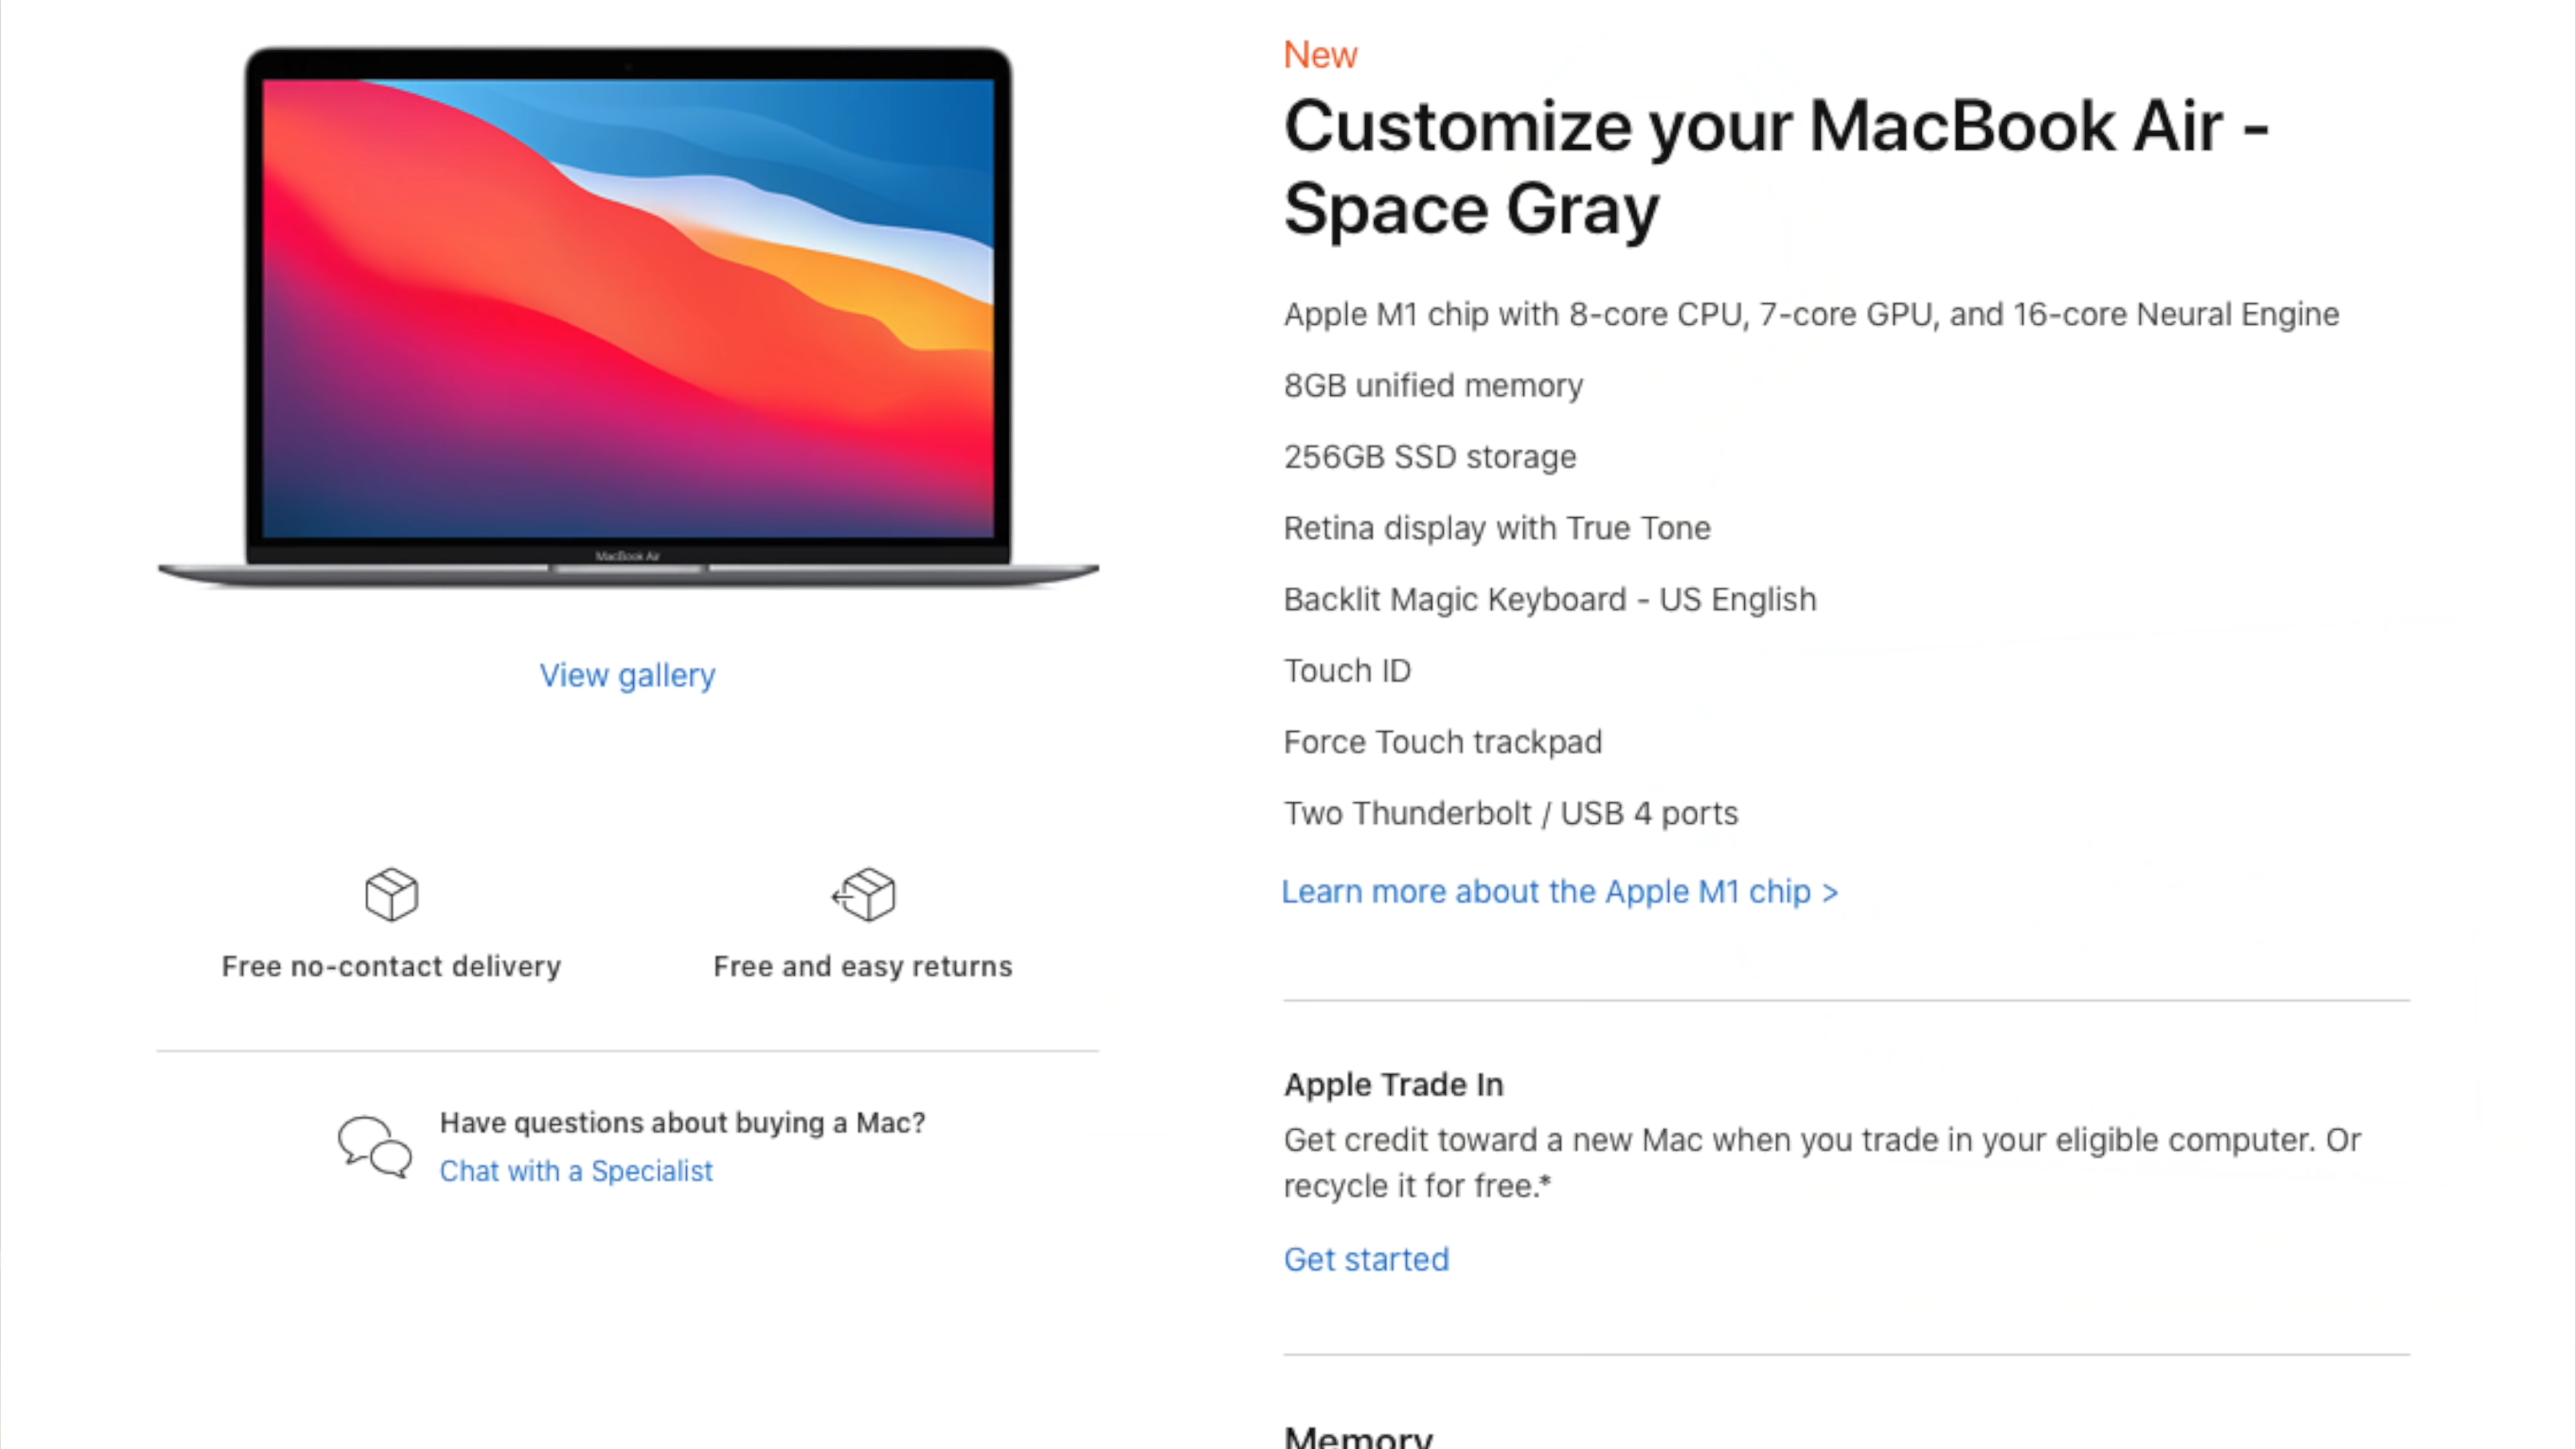 MacBook Air
View gallery
Free no-contact delivery
Free and easy returns
Have questions about buying a Mac?
Chat with a Specialist
New
Customize your MacBook Air -
Space Gray
Apple M1 chip with 8-core CPU, 7-core GPU, and 16-core Neural Engine
8GB unified memory
256GB SSD storage
Retina display with True Tone
Backlit Magic Keyboard - US English
Touch ID
Force Touch trackpad
Two Thunderbolt / USB 4 ports
Learn more about the Apple M1 chip >
Apple Trade In
Get credit toward a new Mac when you trade in your eligible computer. Or
recycle it for free.*
Get started
Memory